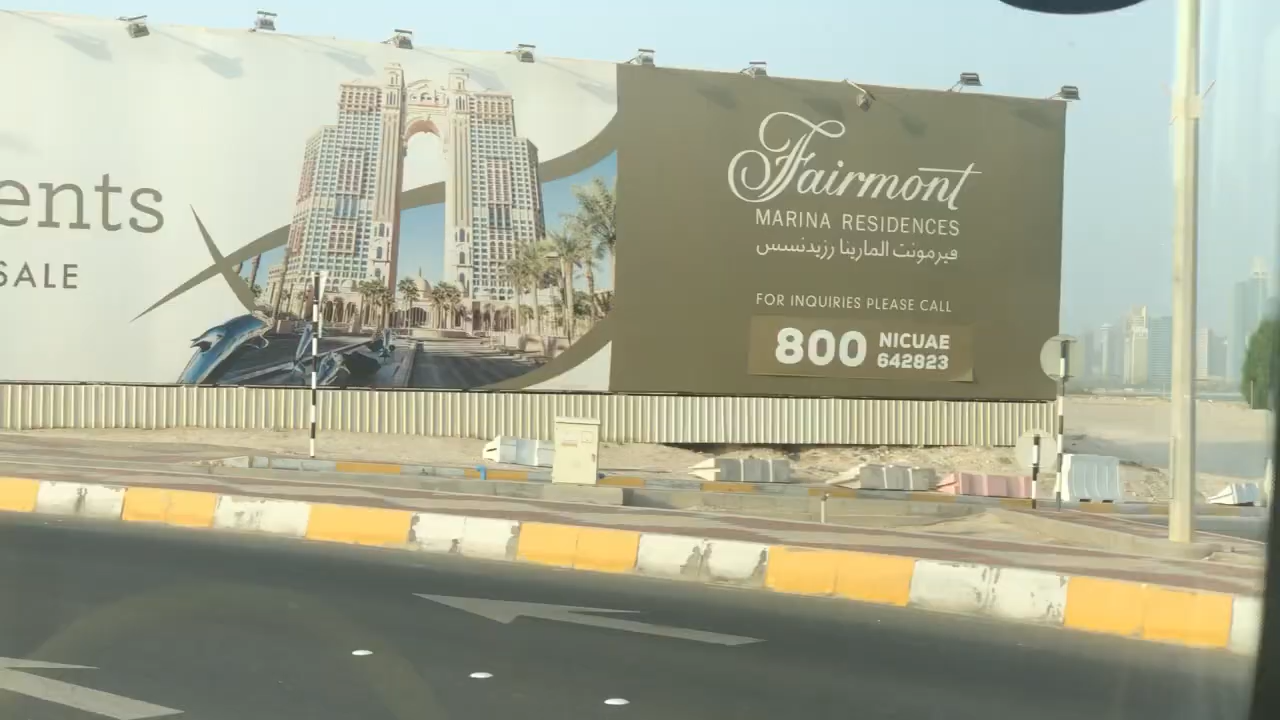 ents
SALE
Fairmont
MARINA RESIDENCES
فيرمونت المارينا رزيدنسس
FOR INQUIRIES PLEASE CALL
800 NICUAE
642823